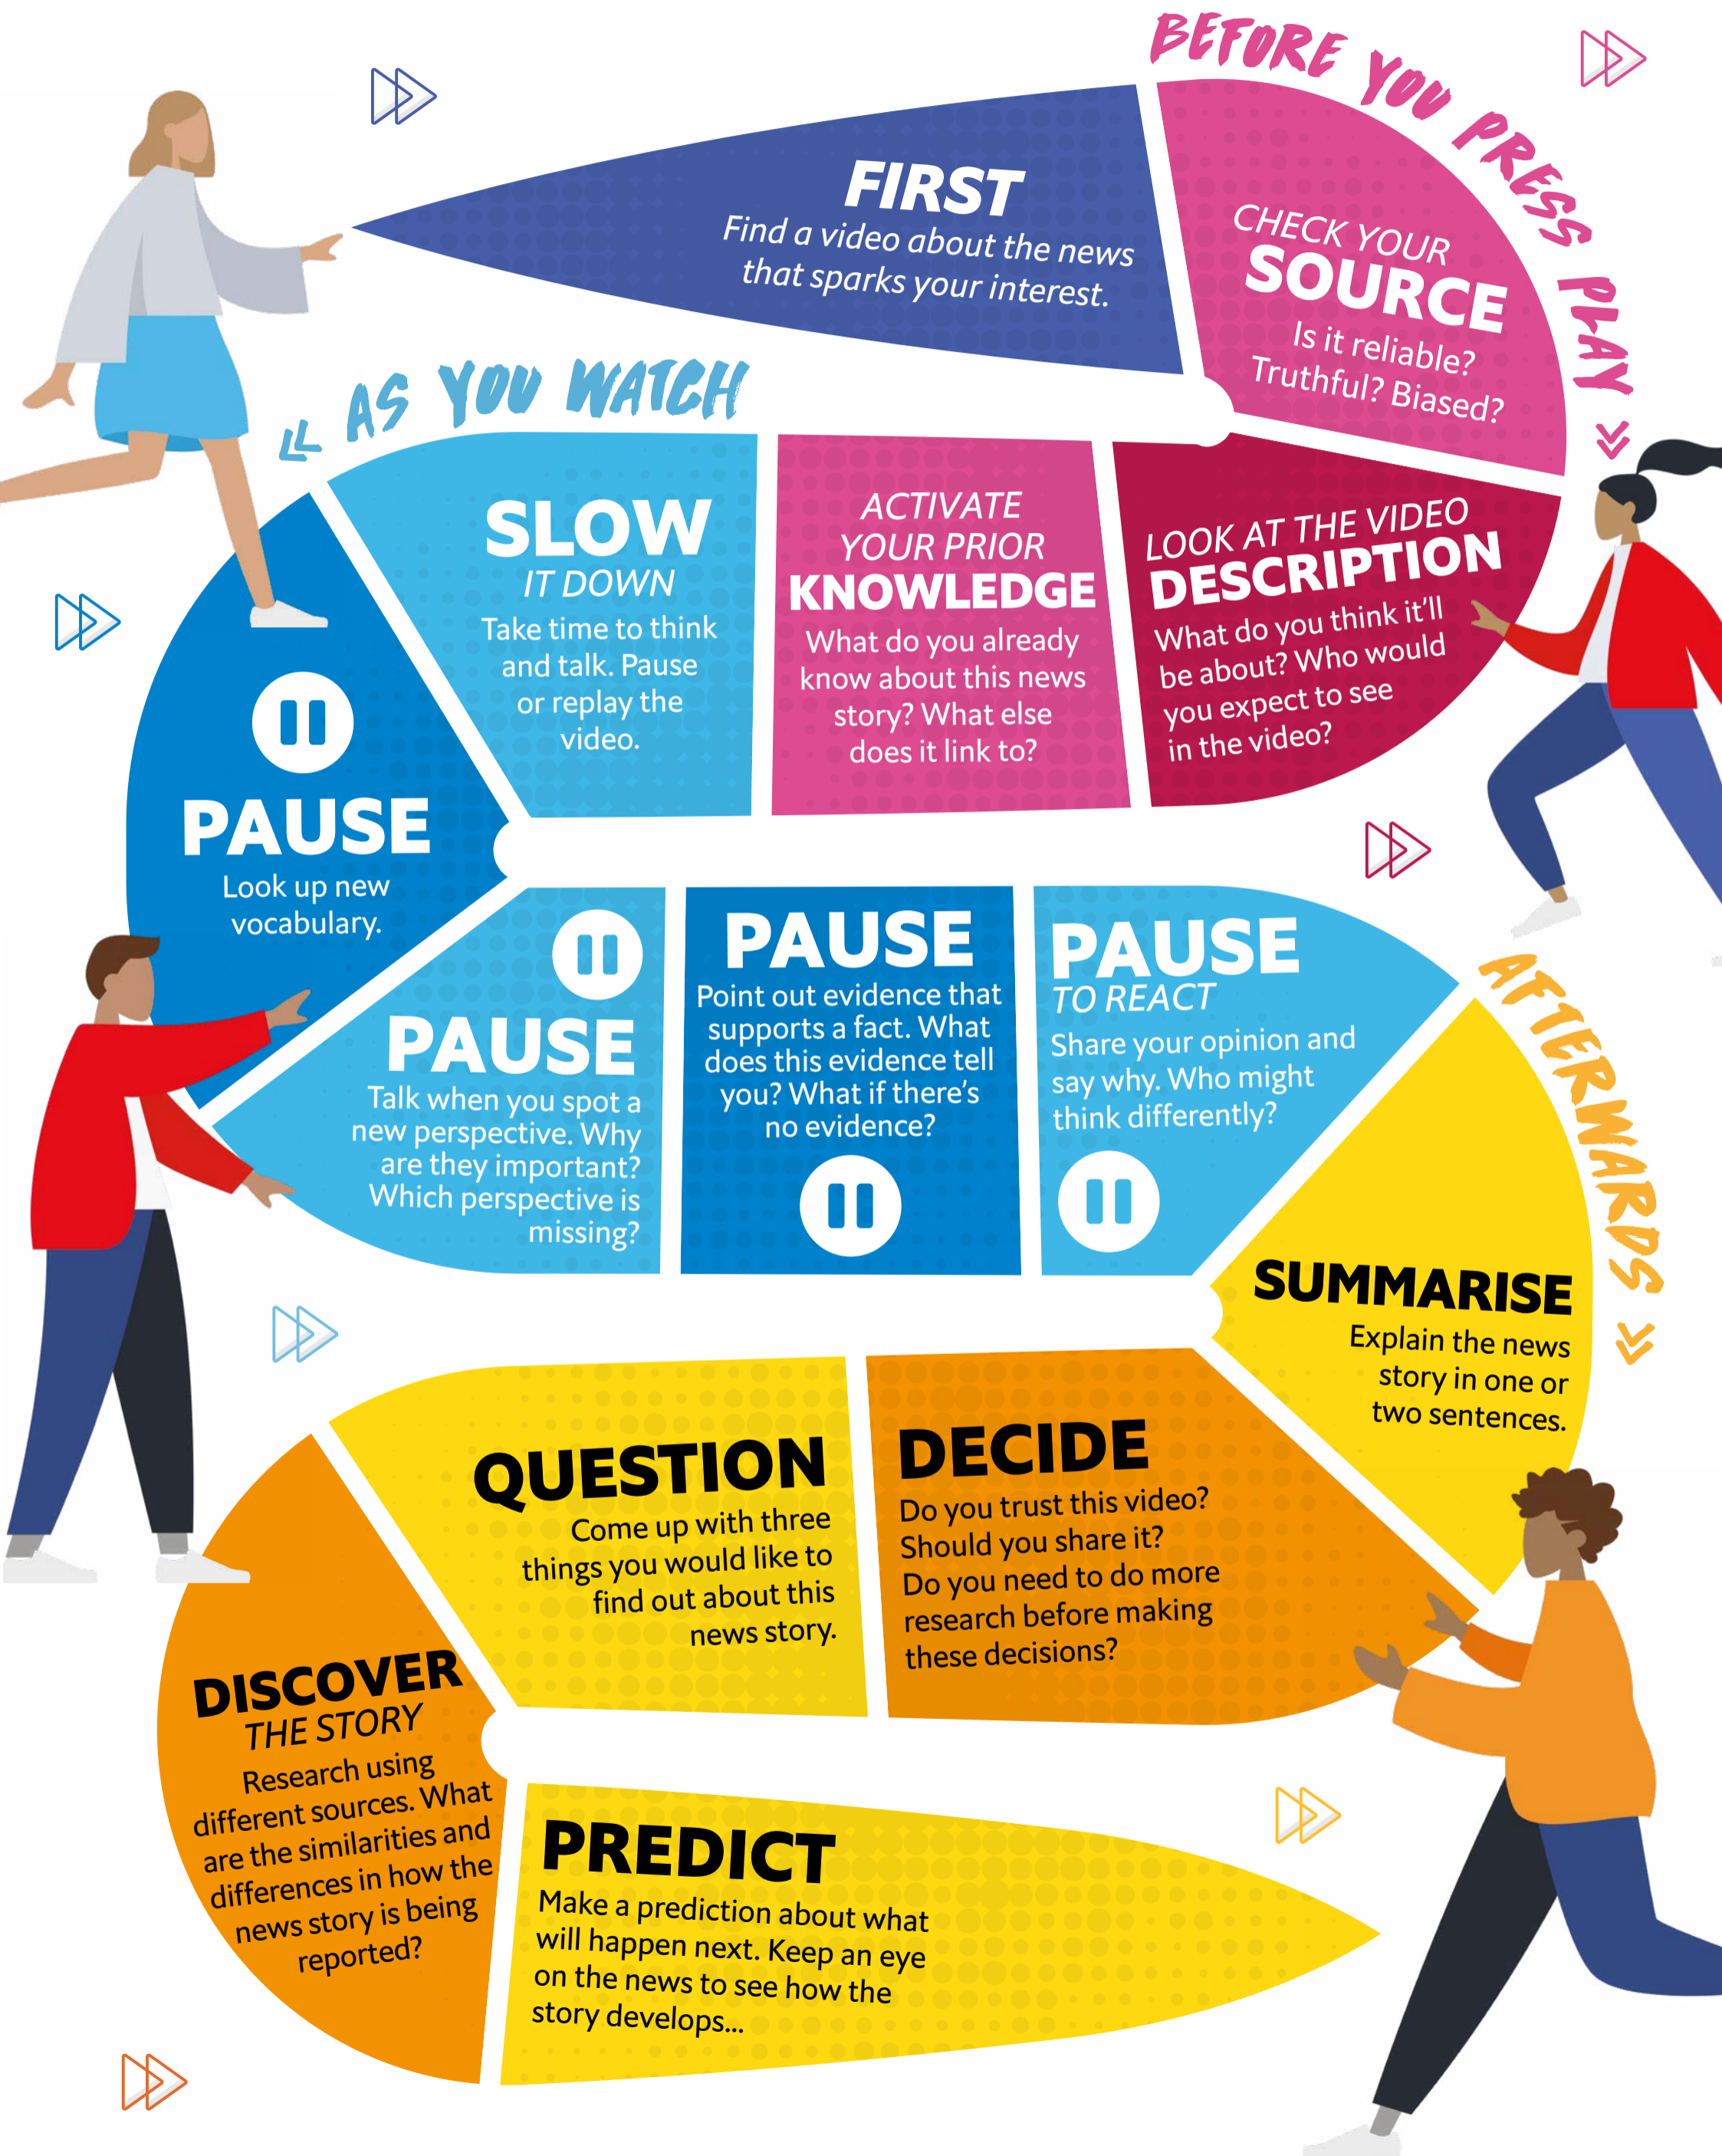 FIRST
Find a video about the news
that sparks your interest.
BEFORE YOU PRESS PLAY
CHECK YOUR
SOURCE
Is it reliable?
Truthful? Biased?
LOOK AT THE VIDEO
DESCRIPTION
What do you think it'll
be about? Who would
you expect to see
in the video?
ACTIVATE
YOUR PRIOR
KNOWLEDGE
What do you already
know about this news
story? What else
does it link to?
AS YOU WATCH
SLOW
IT DOWN
Take time to think
and talk. Pause
or replay the
video.
PAUSE
Look up new
vocabulary.
PAUSE
Talk when you spot a
new perspective. Why
are they important?
Which perspective is
missing?
PAUSE
Point out evidence that
supports a fact. What
does this evidence tell
you? What if there's
no evidence?
PAUSE
TO REACT
Share your opinion and
say why. Who might
think differently?
AFTERWARDS
SUMMARISE
Explain the news
story in one or
two sentences.
DECIDE
Do you trust this video?
Should you share it?
Do you need to do more
research before making
these decisions?
QUESTION
Come up with three
things you would like to
find out about this
news story.
DISCOVER
THE STORY
Research using
different sources. What
are the similarities and
differences in how the
news story is being
reported?
PREDICT
Make a prediction about what
will happen next. Keep an eye
on the news to see how the
story develops...